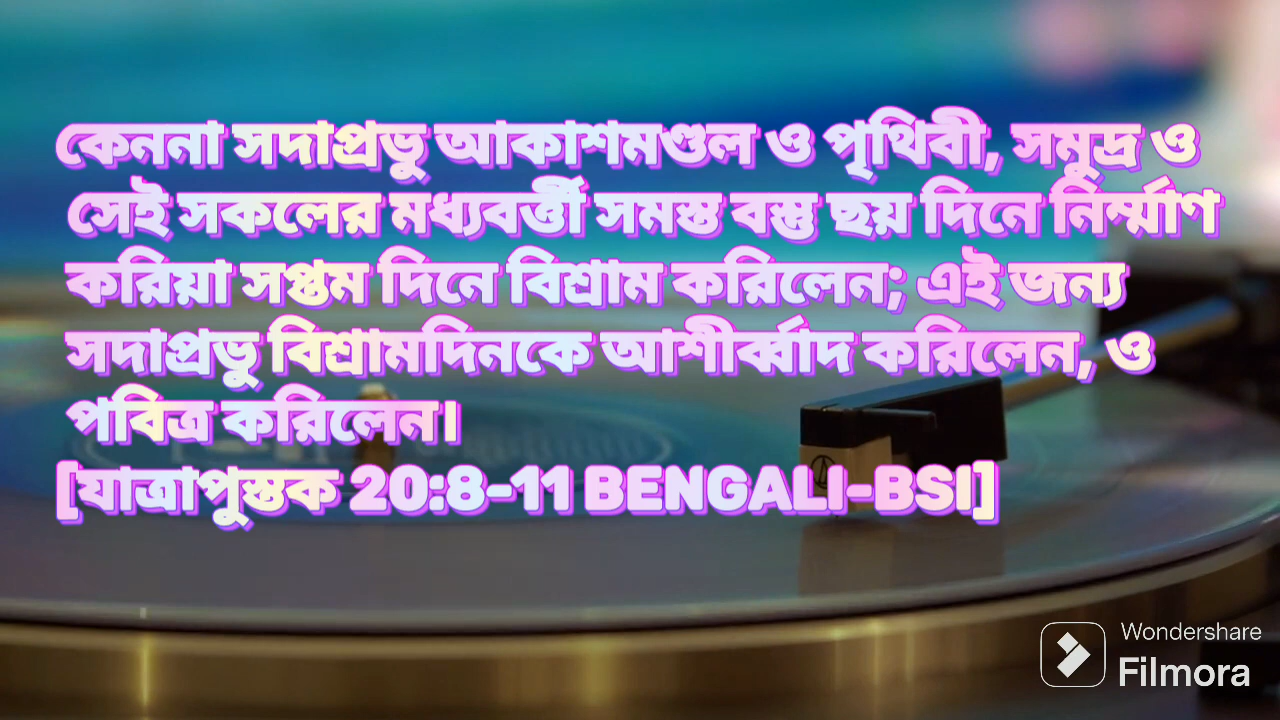 কেননা সদাপ্রভু আকাশমণ্ডল ও পৃথিবী, সমুদ্র ও
সেই সকলের মধ্যবর্ত্তী সমস্ত বস্তু ছয় দিনে নির্ম্মাণ
করিয়া সপ্তম দিনে বিশ্রাম করিলেন; এই জন্য
সদাপ্রভু বিশ্রামদিনকে আশীর্ব্বাদ করিলেন, ও
পবিত্র করিলেন।
[যাত্রাপুস্তক 20:8-11 BENGALI-BSI]
Wondershare
Filmora